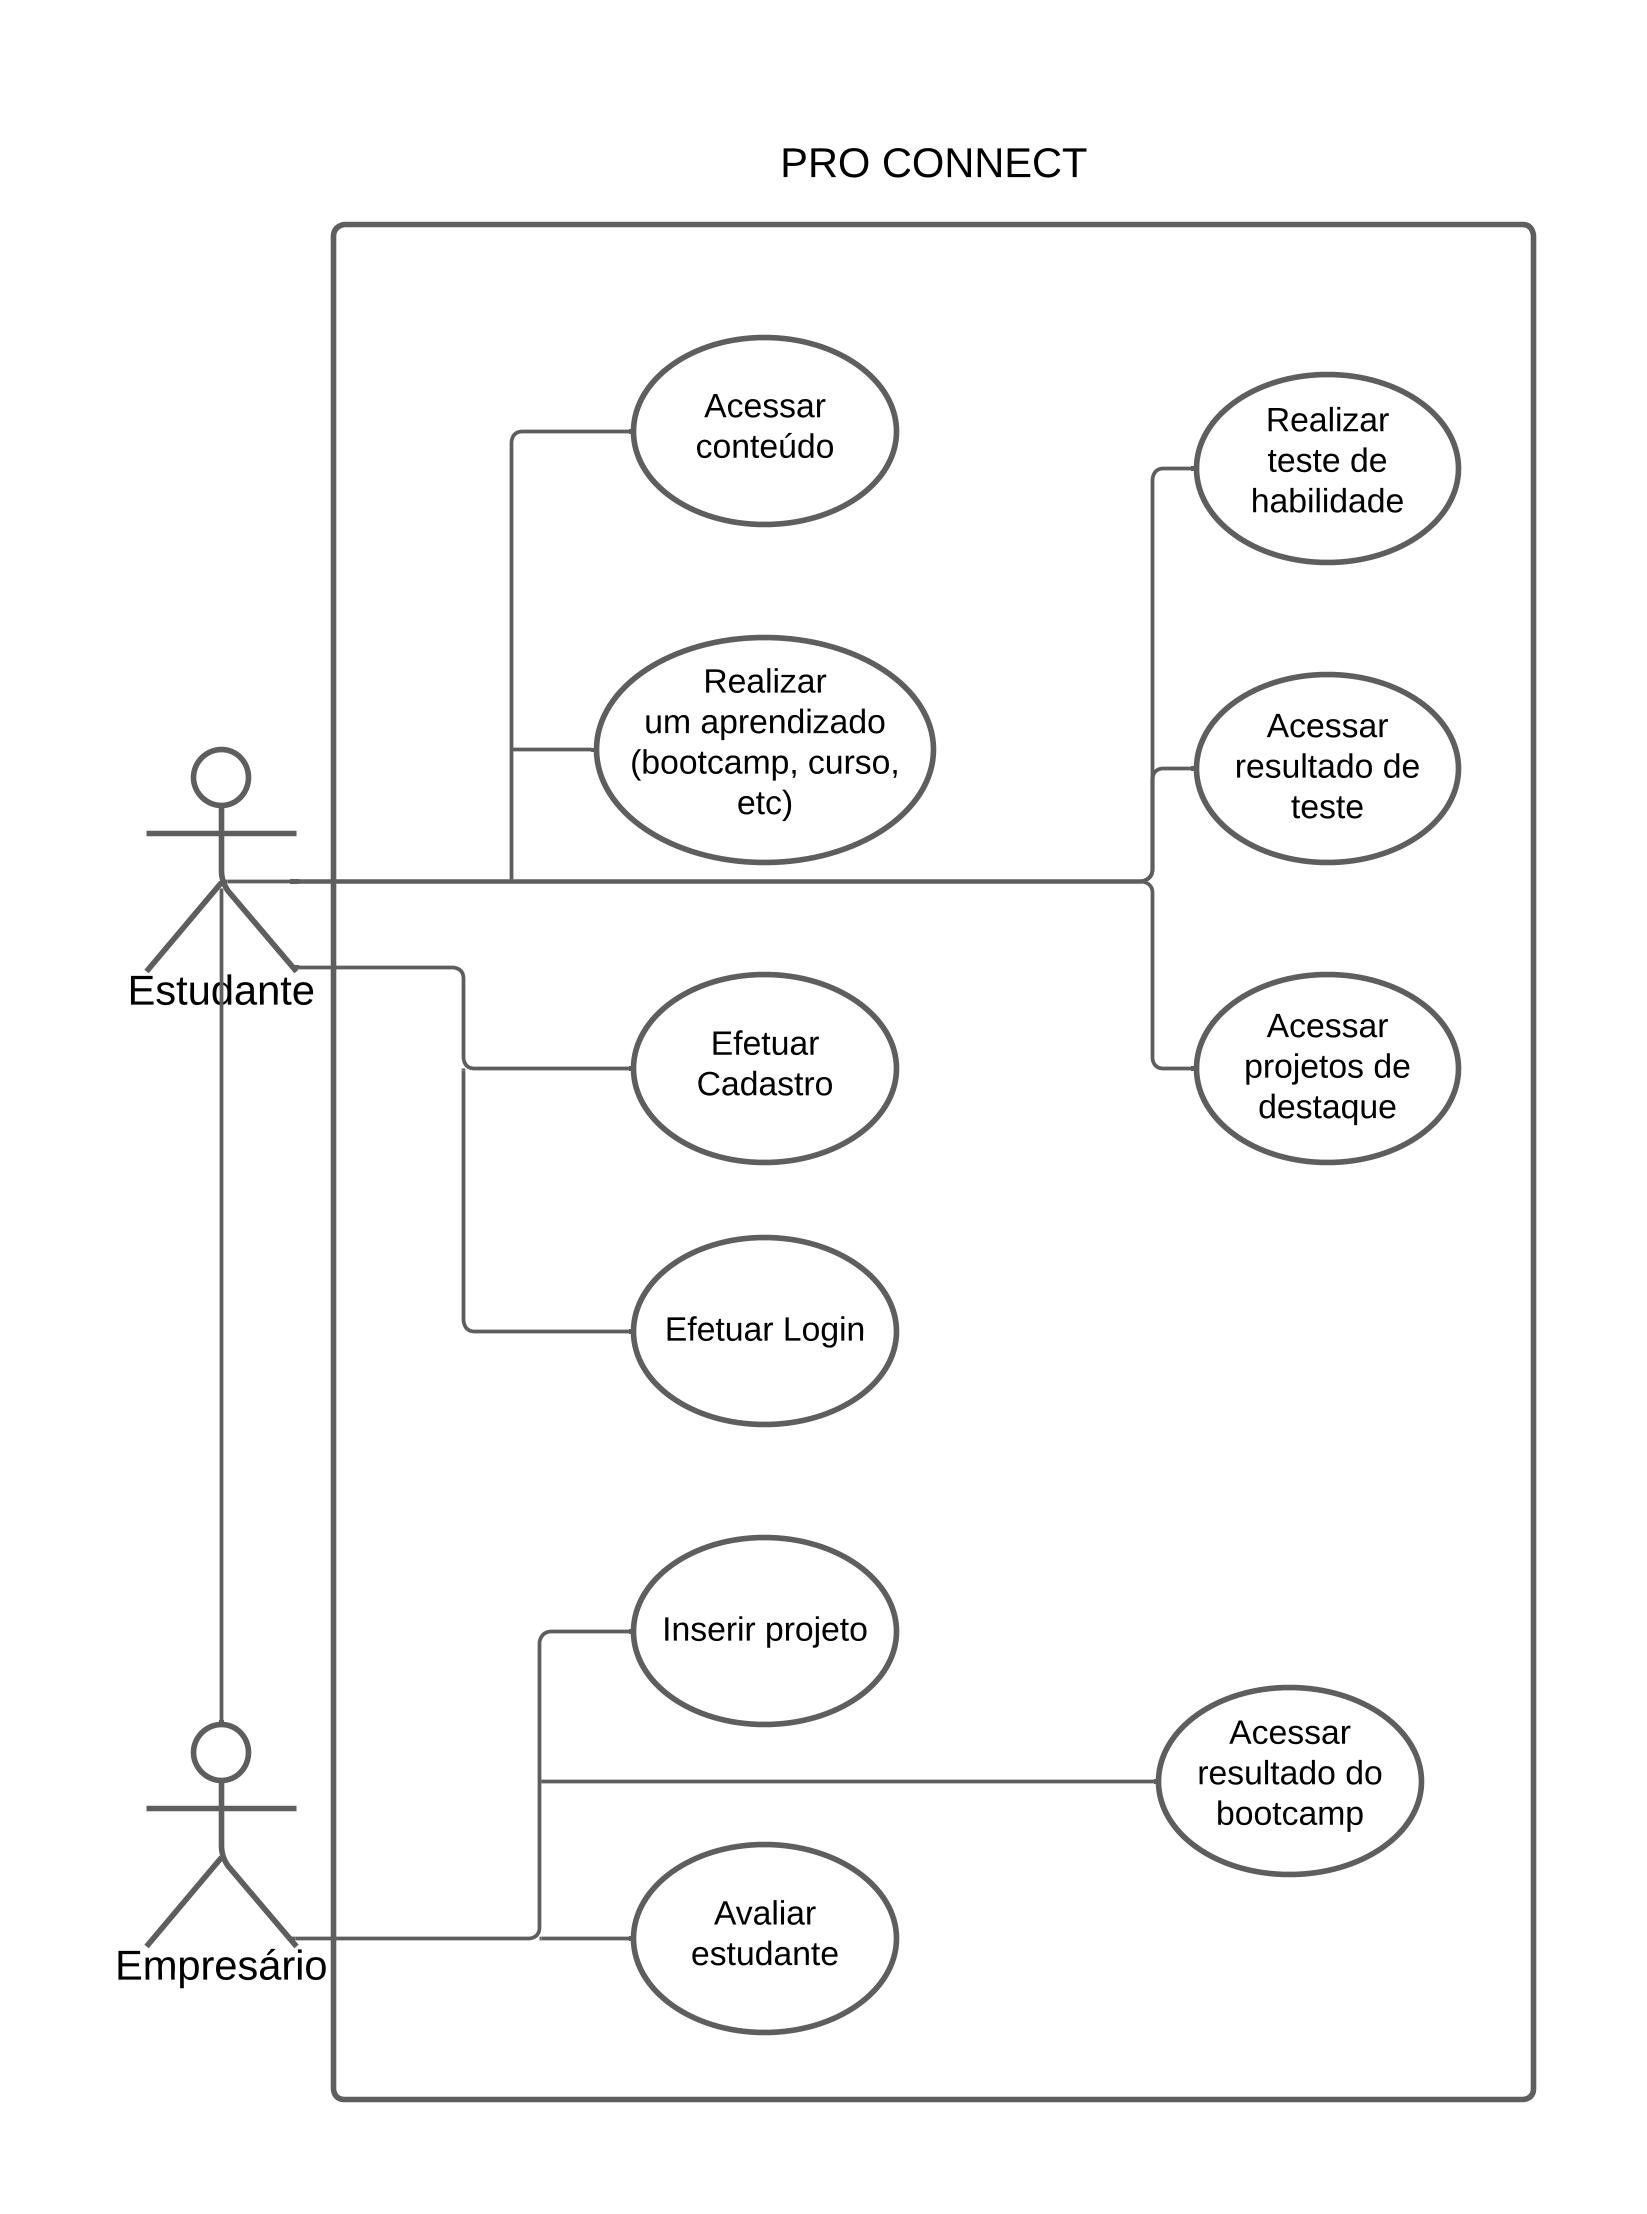 PRO CONNECT
Acessar
conteúdo
Realizar
teste de
habilidade
Realizar
um aprendizado
(bootcamp, curso,
etc)
Acessar
resultado de
teste
Estudante
Efetuar
Cadastro
Acessar
projetos de
destaque
Efetuar Login
Inserir projeto
Acessar
resultado do
bootcamp
Avaliar
estudante
Empresário